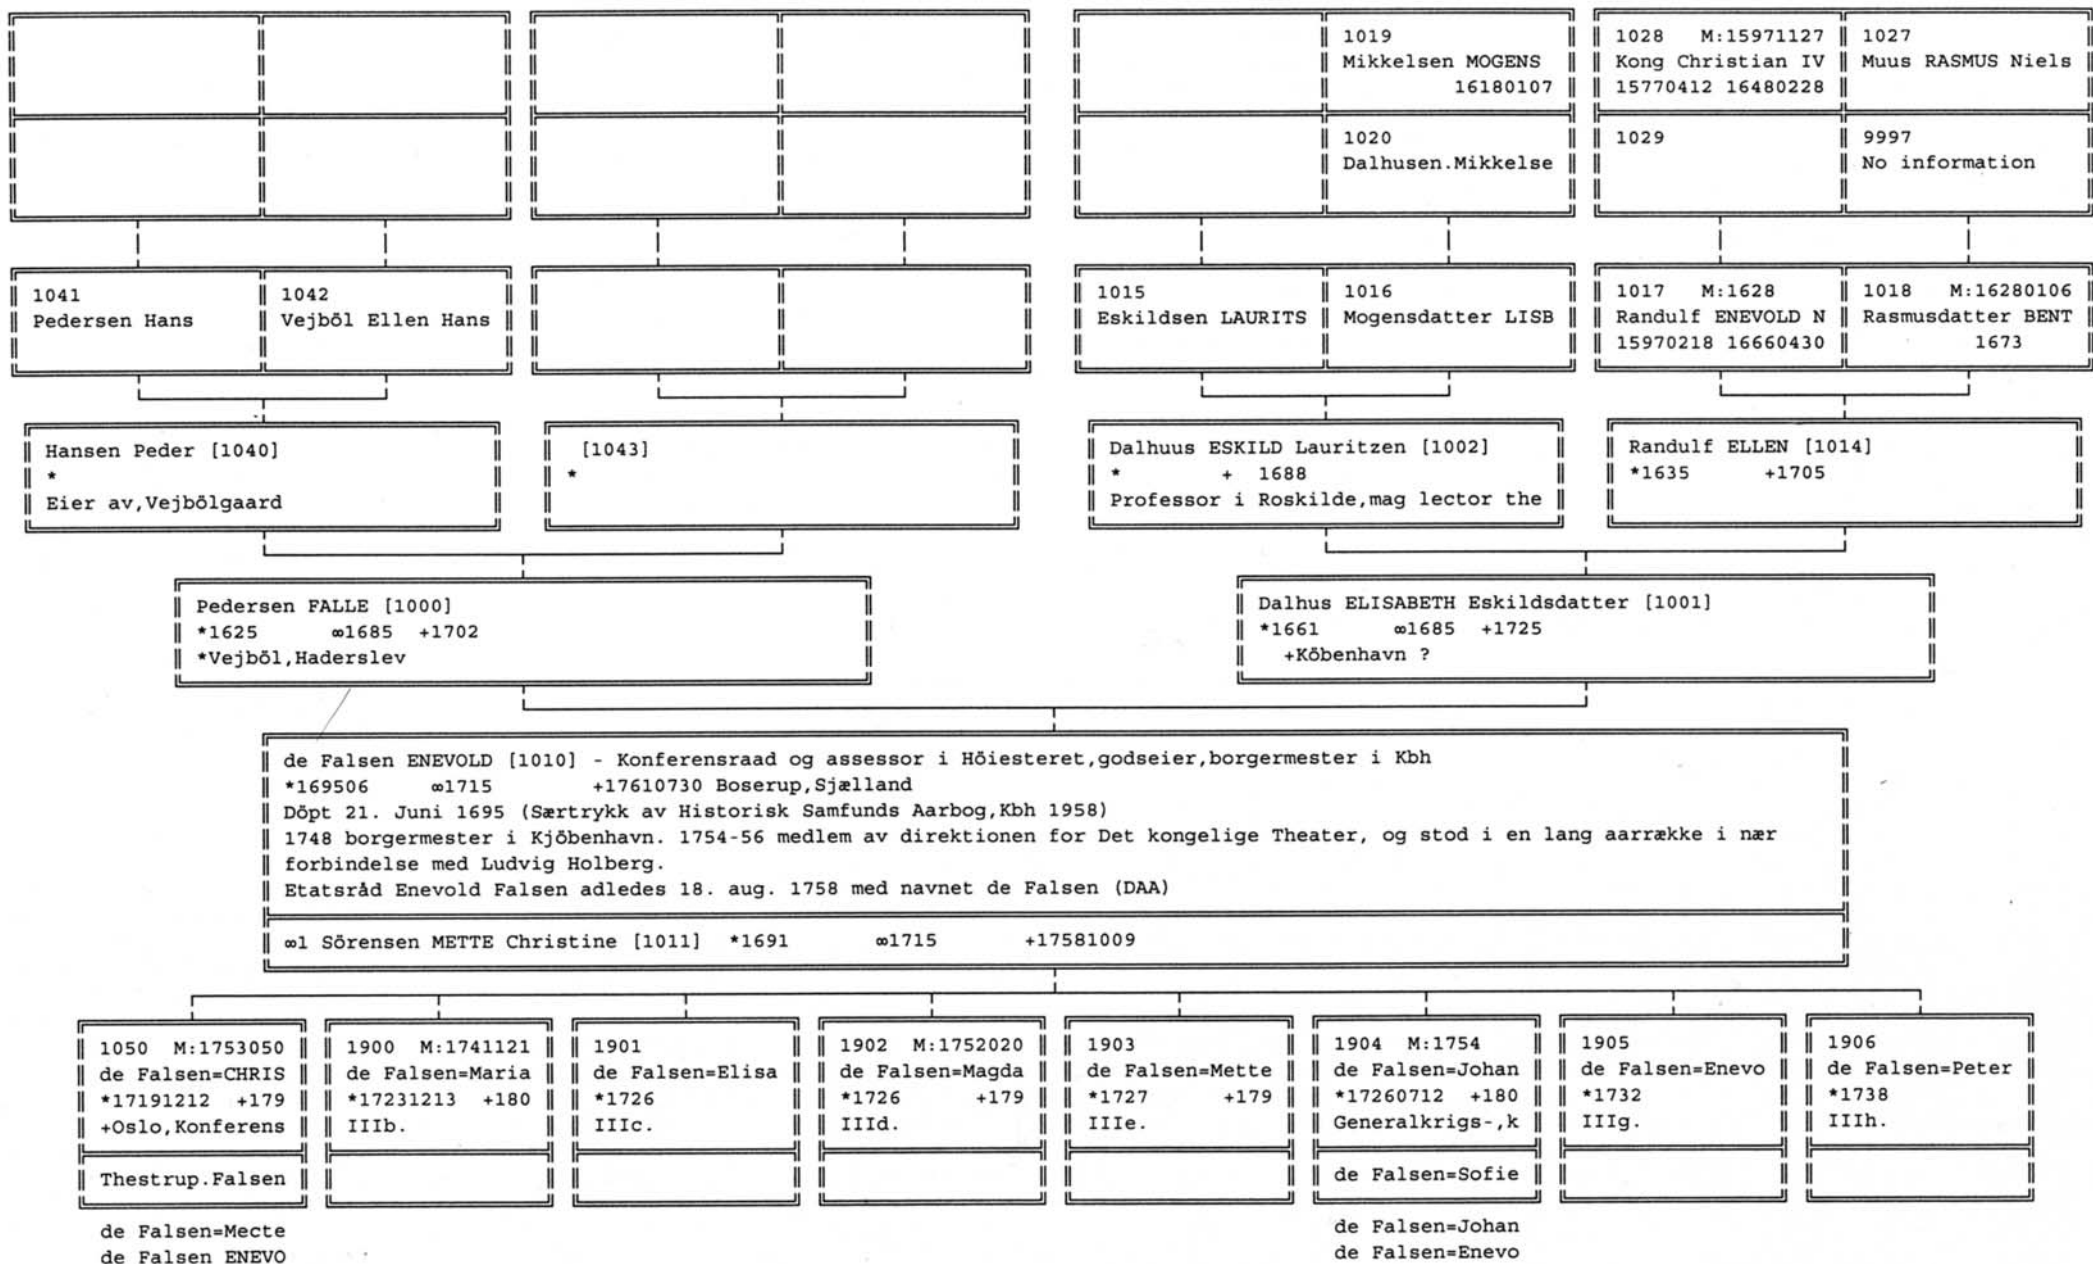 1019
Mikkelsen MOGENS
16180107
1028 M:15971127
Kong Christian IV
15770412 16480228
1027
Muus RASMUS Niels
1020
Dalhusen.Mikkelse
1029
9997
No information
1041
Pedersen Hans
1042
Vejböl Ellen Hans
1015
Eskildsen LAURITS
1016
Mogensdatter LISB
1017 M:1628
Randulf ENEVOLD N
15970218 16660430
1018 M:16280106
Rasmusdatter BENT
1673
Hansen Peder [1040]
*
Eier av,Vejbölgaard
[1043]
*
Dalhuus ESKILD Lauritzen [1002]
* + 1688
Professor i Roskilde,mag lector the
Randulf ELLEN [1014]
*1635 +1705
Pedersen FALLE [1000]
*1625 ∞1685 +1702
*Vejböl,Haderslev
Dalhus ELISABETH Eskildsdatter [1001]
*1661 ∞1685 +1725
+Köbenhavn ?
de Falsen ENEVOLD [1010] - Konferensraad og assessor i Höiesteret,godseier,borgermester i Kbh
*169506 ∞1715 +17610730 Boserup,Sjælland
Döpt 21. Juni 1695 (Særtrykk av Historisk Samfunds Aarbog,Kbh 1958)
1748 borgermester i Kjöbenhavn. 1754-56 medlem av direktionen for Det kongelige Theater, og stod i en lang aarrække i nær
forbindelse med Ludvig Holberg.
Etatsråd Enevold Falsen adledes 18. aug. 1758 med navnet de Falsen (DAA)
∞1 Sörensen METTE Christine [1011] *1691 ∞1715 +17581009
1050 M:1753050
de Falsen=CHRIS
*17191212 +179
+Oslo,Konferens
Thestrup.Falsen
de Falsen=Mecte
de Falsen ENEVO
1900 M:1741121
de Falsen=Maria
*17231213 +180
IIIb.
1901
de Falsen=Elisa
*1726
IIIc.
1902 M:1752020
de Falsen=Magda
*1726 +179
IIId.
1903
de Falsen=Mette
*1727 +179
IIIe.
1904 M:1754
de Falsen=Johan
*17260712 +180
Generalkrigs-,k
de Falsen=Sofie
de Falsen=Johan
de Falsen=Enevo
1905
de Falsen=Enevo
*1732
IIIg.
1906
de Falsen=Peter
*1738
IIIh.